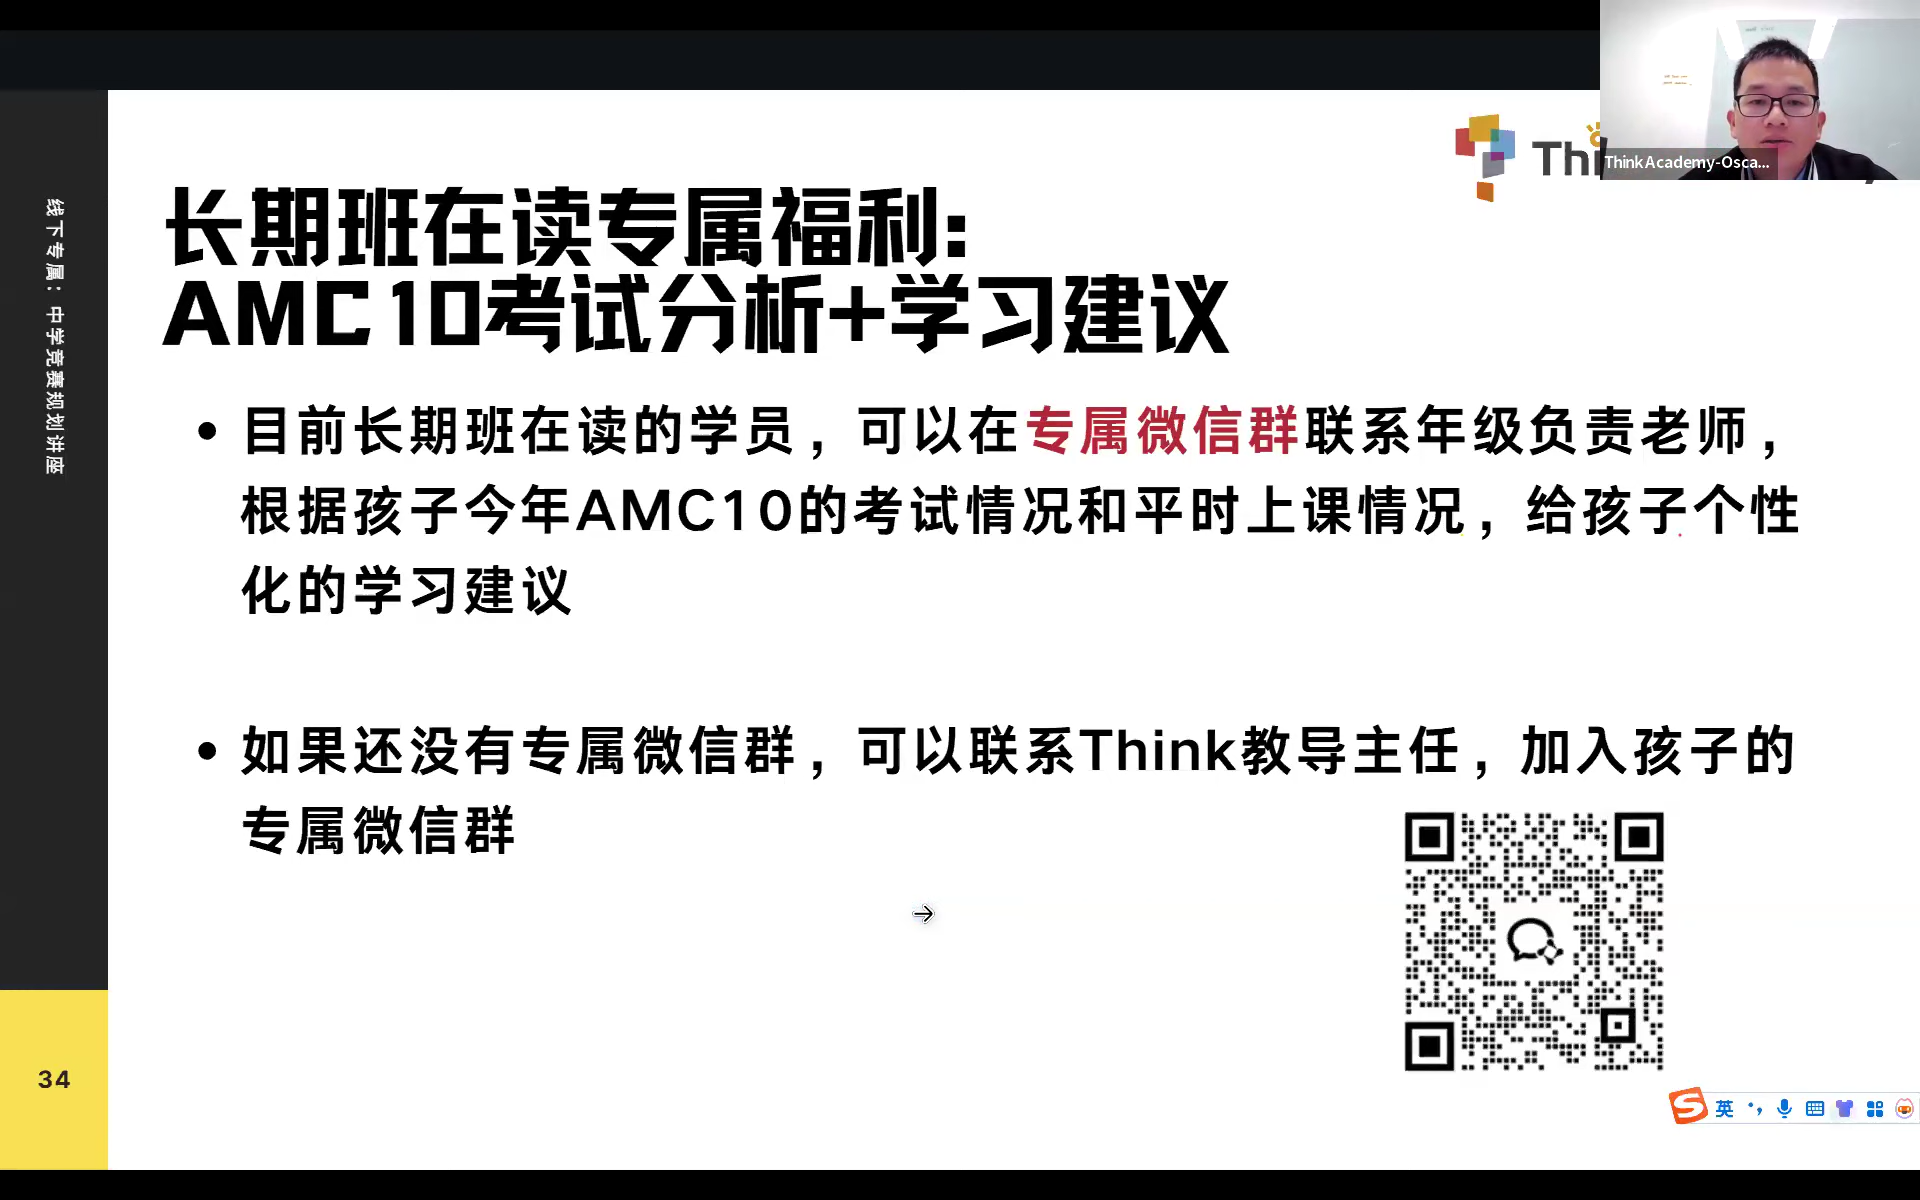 线下专属：中学竞赛规划讲座
Thi
ThinkAcademy-Osca...
长期班在读专属福利:
AMC10考试分析+学习建议
目前长期班在读的学员，可以在专属微信群联系年级负责老师，
根据孩子今年AMC10的考试情况和平时上课情况，给孩子个性
化的学习建议
如果还没有专属微信群，可以联系Think教导主任，加入孩子的
专属微信群
34
英